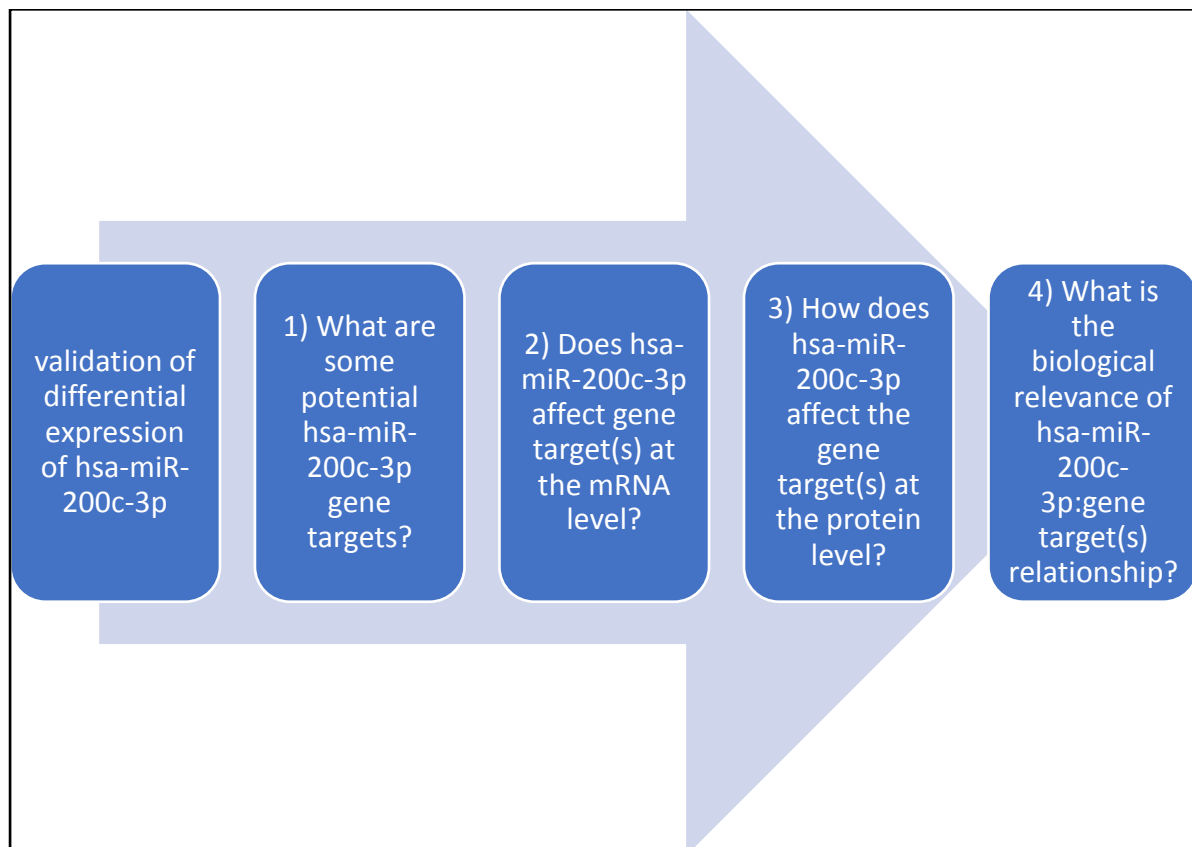 validation of
differential
expression
of hsa-miR-
200c-3p
1) What are
some
potential
hsa-miR-
200c-3p
gene
targets?
2) Does hsa-
miR-200c-3p
affect gene
target(s) at
the mRNA
level?
3) How does
hsa-miR-
200c-3p
affect the
gene
target(s) at
the protein
level?
4) What is
the
biological
relevance of
hsa-miR-
200c-
3p:gene
target(s)
relationship?